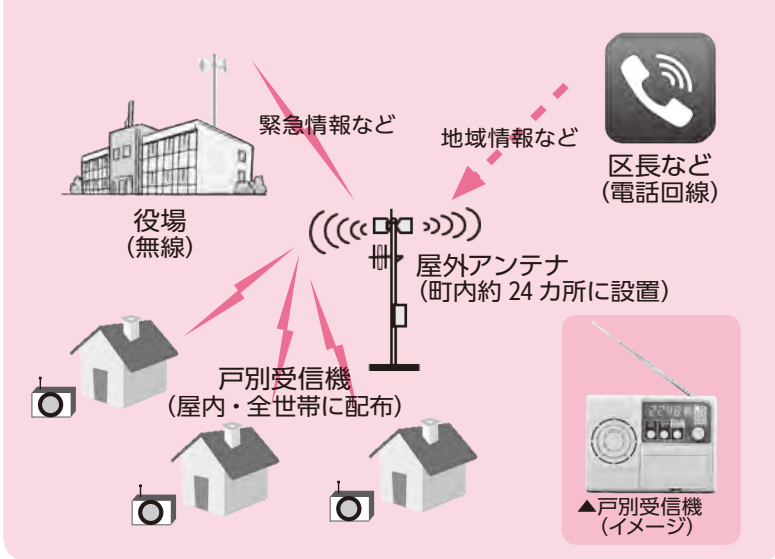 緊急情報など
地域情報など
区長など
(電話回線)
役場
(無線)
屋外アンテナ
(町内約 24 カ所に設置)
戸別受信機
(屋内・全世帯に配布)
▲戸別受信機
(イメージ)